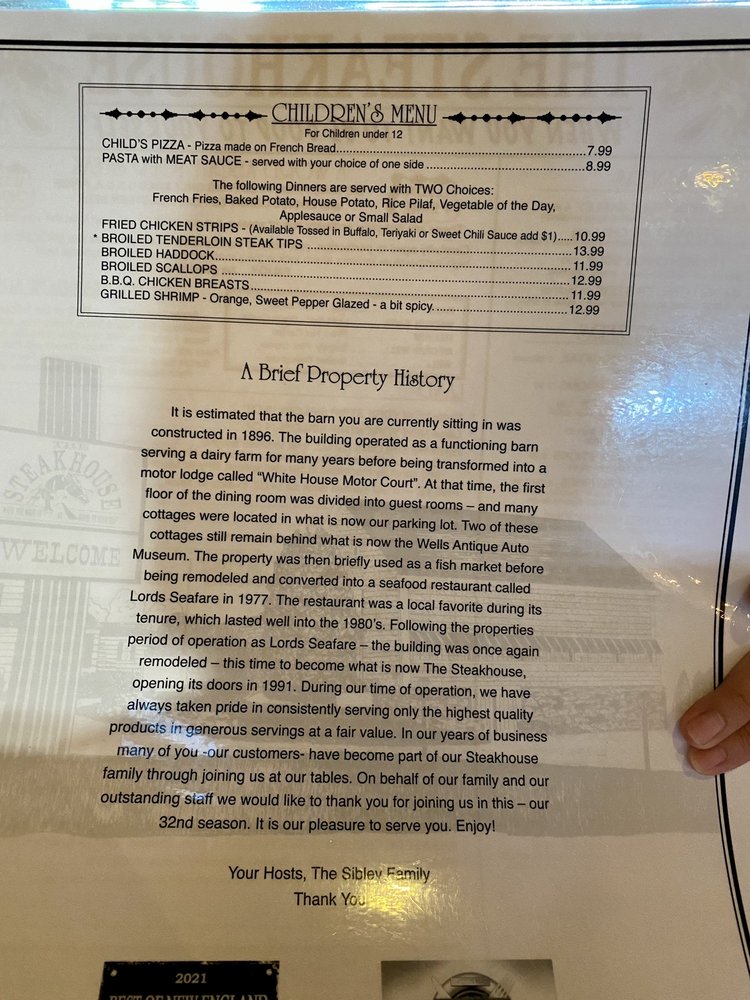 CHILDREN'S MENU
For Children under 12
CHILD'S PIZZA - Pizza made on French Bread..................7.99
PASTA with MEAT SAUCE - served with your choice of one side..................8.99
The following Dinners are served with TWO Choices:
French Fries, Baked Potato, House Potato, Rice Pilaf, Vegetable of the Day,
Applesauce or Small Salad
FRIED CHICKEN STRIPS - (Available Tossed in Buffalo, Teriyaki or Sweet Chili Sauce add $1).....10.99
* BROILED TENDERLOIN STEAK TIPS..................13.99
BROILED HADDOCK..................11.99
BROILED SCALLOPS..................12.99
B.B.Q. CHICKEN BREASTS..................11.99
GRILLED SHRIMP - Orange, Sweet Pepper Glazed - a bit spicy...................12.99
A Brief Property History
It is estimated that the barn you are currently sitting in was
constructed in 1896. The building operated as a functioning barn
serving a dairy farm for many years before being transformed into a
motor lodge called “White House Motor Court”. At that time, the first
floor of the dining room was divided into guest rooms – and many
cottages were located in what is now our parking lot. Two of these
cottages still remain behind what is now the Wells Antique Auto
Museum. The property was then briefly used as a fish market before
being remodeled and converted into a seafood restaurant called
Lords Seafare in 1977. The restaurant was a local favorite during its
tenure, which lasted well into the 1980's. Following the properties
period of operation as Lords Seafare – the building was once again
remodeled – this time to become what is now The Steakhouse,
opening its doors in 1991. During our time of operation, we have
always taken pride in consistently serving only the highest quality
products in generous servings at a fair value. In our years of business
many of you -our customers- have become part of our Steakhouse
family through joining us at our tables. On behalf of our family and our
outstanding staff we would like to thank you for joining us in this – our
32nd season. It is our pleasure to serve you. Enjoy!
Your Hosts, The Sibley Family
Thank You
STEAKHOUSE
WELCOME
2021
BEST OF NEW ENGLAND